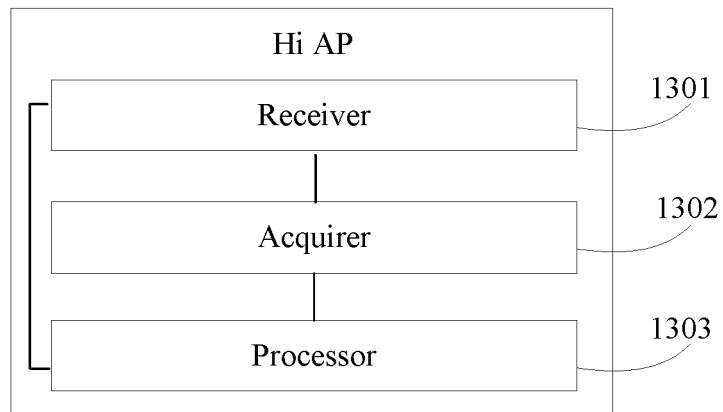 Hi AP
Receiver
1301
Acquirer
1302
Processor
1303